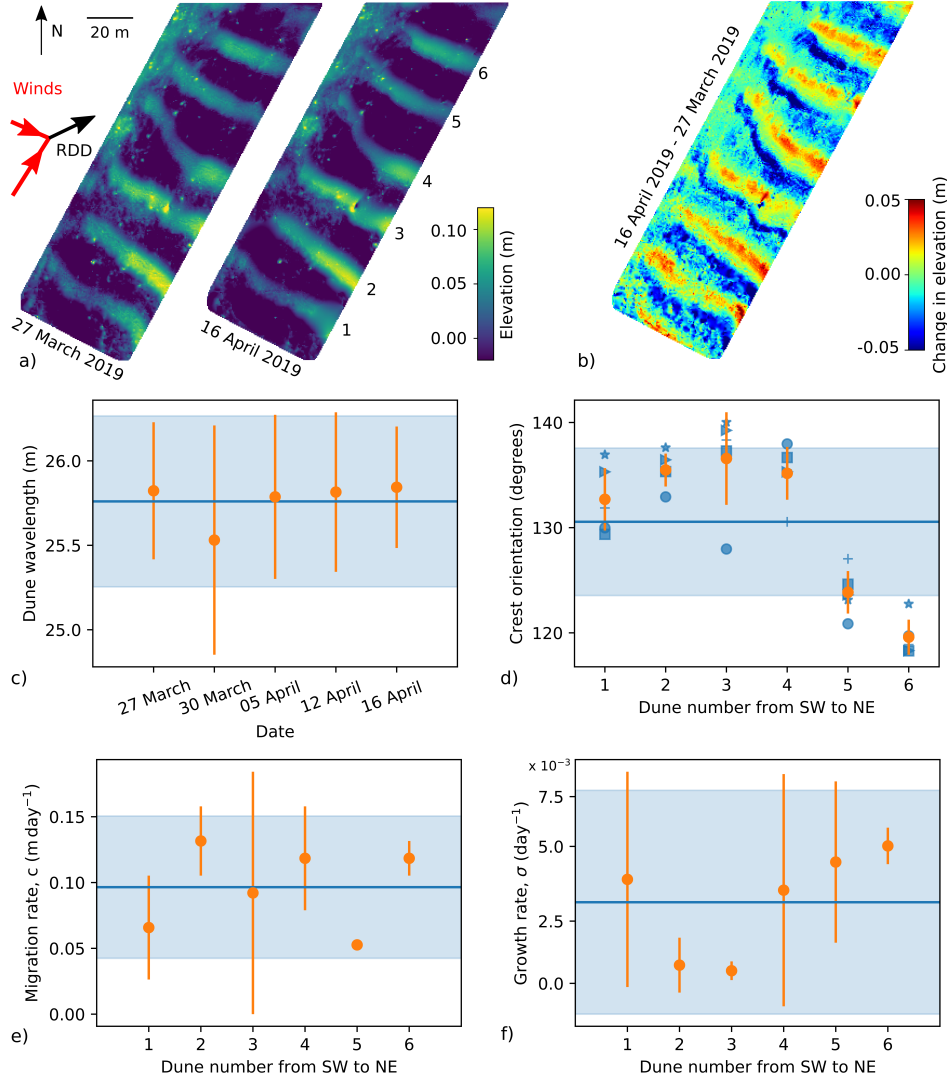 N
20 m
Winds
RDD
6
5
4
3
2
1
0.10
0.05
0.00
Elevation (m)
27 March 2019
16 April 2019
a)
16 April 2019 - 27 March 2019
0.05
0.00
-0.05
Change in elevation (m)
b)
Dune wavelength (m)
26.0
25.5
25.0
27 March
30 March
05 April
12 April
16 April
Date
c)
Crest orientation (degrees)
140
130
120
1 2 3 4 5 6
Dune number from SW to NE
d)
Migration rate, c (m day⁻¹)
0.15
0.10
0.05
0.00
1 2 3 4 5 6
Dune number from SW to NE
e)
x 10⁻³
Growth rate, σ (day⁻¹)
7.5
5.0
2.5
0.0
1 2 3 4 5 6
Dune number from SW to NE
f)